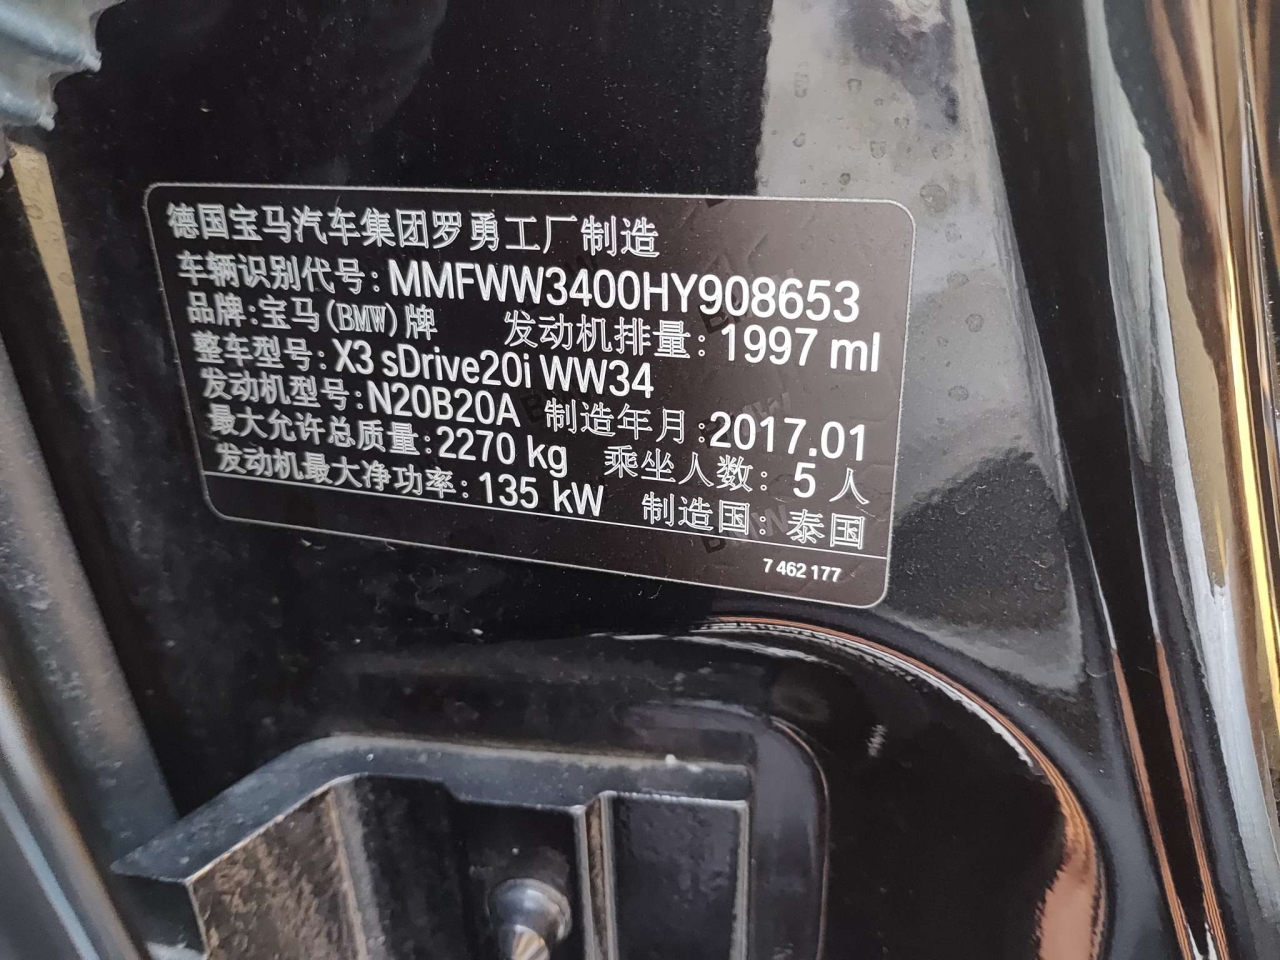 德国宝马汽车集团罗勇工厂制造
车辆识别代号: MMFWW3400HY908653
品牌:宝马(BMW)牌 发动机排量: 1997 ml
整车型号: X3 sDrive20i WW34
发动机型号: N20B20A 制造年月:2017.01
最大允许总质量: 2270 kg 乘坐人数: 5 人
发动机最大净功率: 135 kW 制造国: 泰国
7 462 177